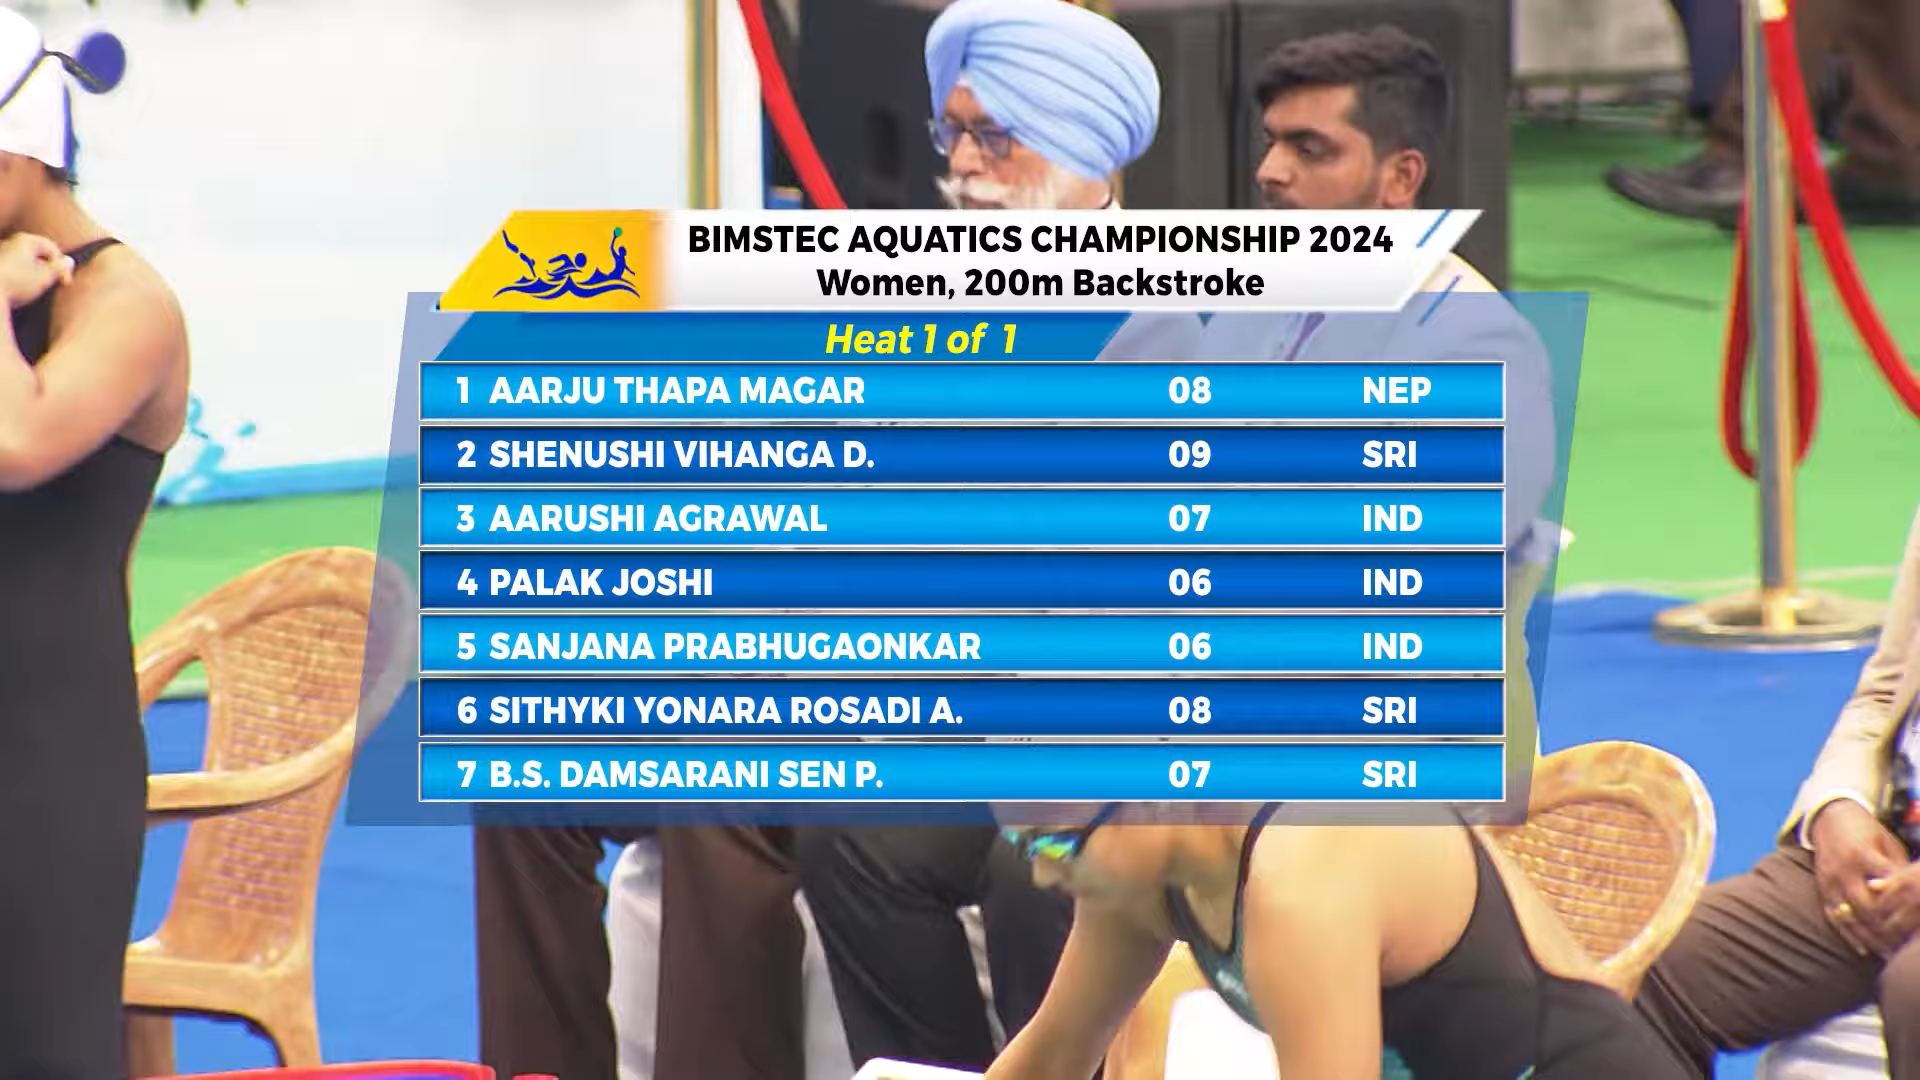 BIMSTEC AQUATICS CHAMPIONSHIP 2024
Women, 200m Backstroke
Heat 1 of 1
1 AARJU THAPA MAGAR 08 NEP
2 SHENUSHI VIHANGA D. 09 SRI
3 AARUSHI AGRAWAL 07 IND
4 PALAK JOSHI 06 IND
5 SANJANA PRABHUGAONKAR 06 IND
6 SITHYKI YONARA ROSADI A. 08 SRI
7 B.S. DAMSARANI SEN P. 07 SRI